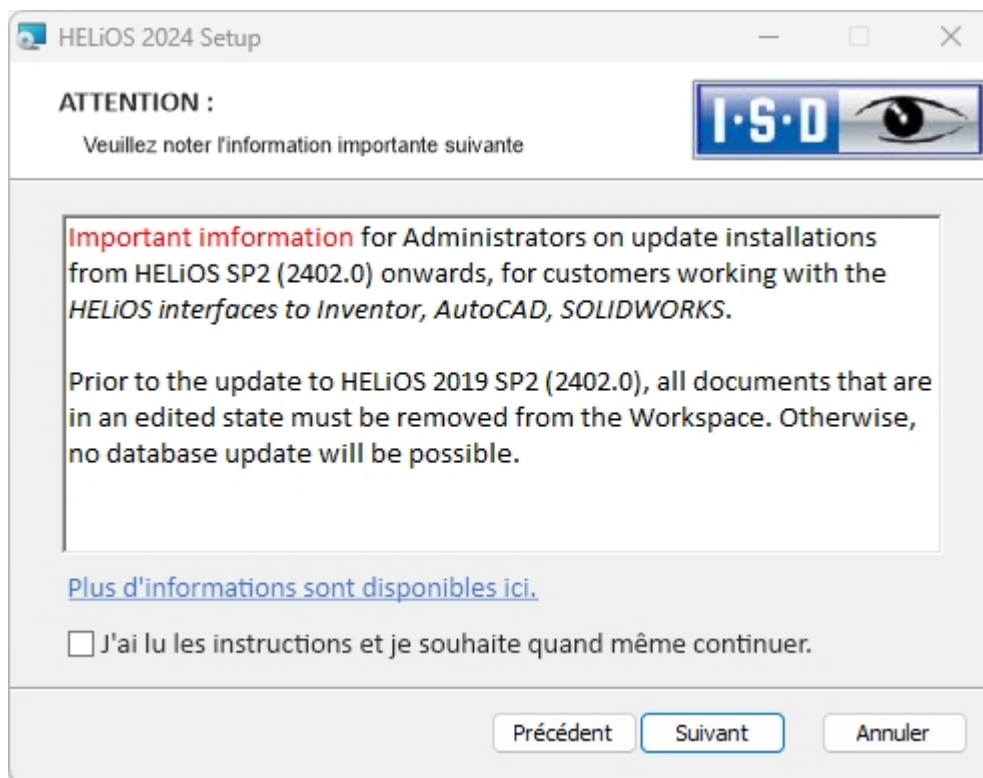 HELiOS 2024 Setup
ATTENTION :
Veuillez noter l'information importante suivante
I·S·D
Important imformation for Administrators on update installations
from HELiOS SP2 (2402.0) onwards, for customers working with the
HELiOS interfaces to Inventor, AutoCAD, SOLIDWORKS.
Prior to the update to HELiOS 2019 SP2 (2402.0), all documents that are
in an edited state must be removed from the Workspace. Otherwise,
no database update will be possible.
Plus d'informations sont disponibles ici.
J'ai lu les instructions et je souhaite quand même continuer.
Précédent Suivant Annuler